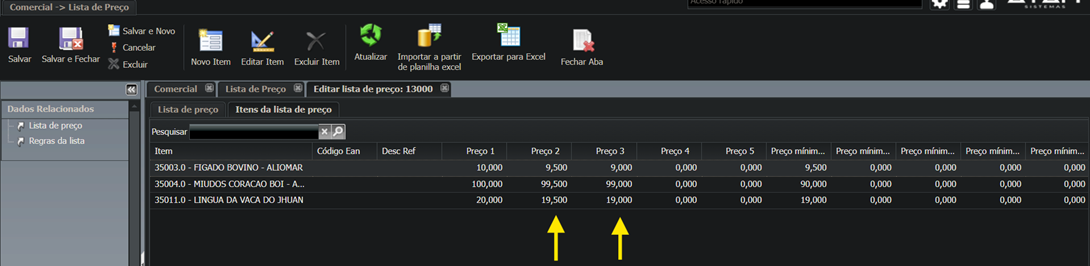 Comercial -> Lista de Preço
Acesso rápido
SISTEMAS
Salvar
Salvar e Fechar
Salvar e Novo
Cancelar
Excluir
Novo Item
Editar Item
Excluir Item
Atualizar
Importar a partir
de planilha excel
Exportar para Excel
Fechar Aba
Comercial
Lista de Preço
Editar lista de preço: 13000
Dados Relacionados
Lista de preço
Regras da lista
Lista de preço
Itens da lista de preço
Pesquisar
Item Código Ean Desc Ref Preço 1 Preço 2 Preço 3 Preço 4 Preço 5 Preço mínim... Preço mínim... Preço mínim... Preço mínim... Preço mínim...
35003.0 - FIGADO BOVINO - ALIOMAR 10,000 9,500 9,000 0,000 0,000 9,500 0,000 0,000 0,000 0,000
35004.0 - MIUDOS CORACAO BOI - A... 100,000 99,500 99,000 0,000 0,000 90,000 0,000 0,000 0,000 0,000
35011.0 - LINGUA DA VACA DO JHUAN 20,000 19,500 19,000 0,000 0,000 19,000 0,000 0,000 0,000 0,000